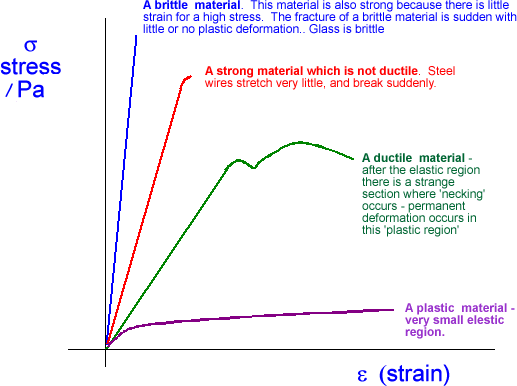 A brittle material. This material is also strong because there is little
strain for a high stress. The fracture of a brittle material is sudden with
little or no plastic deformation.. Glass is brittle
σ
stress
/ Pa
A strong material which is not ductile. Steel
wires stretch very little, and break suddenly.
A ductile material -
after the elastic region
there is a strange
section where 'necking'
occurs - permanent
deformation occurs in
this 'plastic region'
A plastic material -
very small elestic
region.
ε (strain)